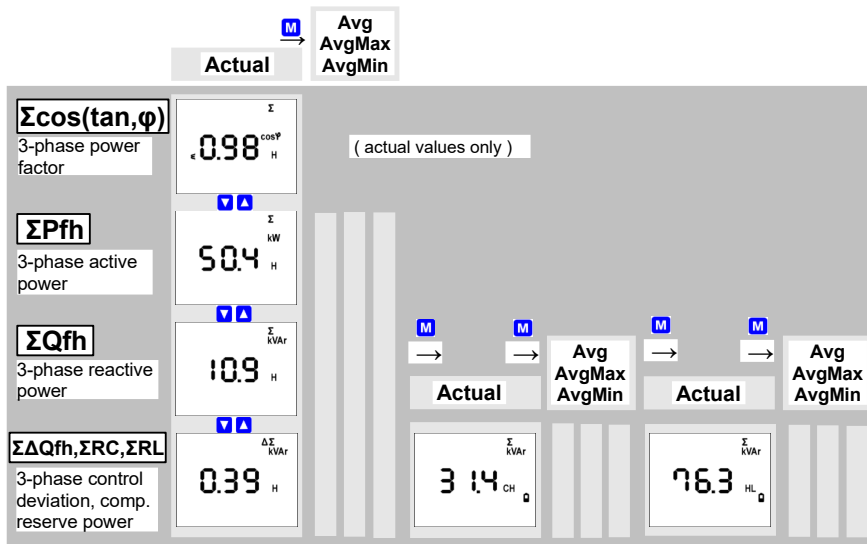 M
→
Avg
AvgMax
AvgMin
Actual
Σcos(tan,φ)
3-phase power
factor
Σ
0.98 cosφ
H
( actual values only )
▼ ▲
ΣPfh
3-phase active
power
Σ
kW
50.4 H
▼ ▲
ΣQfh
3-phase reactive
power
Σ
kVAr
10.9 H
M M
→ →
Actual
Avg
AvgMax
AvgMin
M M
→ →
Actual
Avg
AvgMax
AvgMin
▼ ▲
ΣΔQfh,ΣRC,ΣRL
3-phase control
deviation, comp.
reserve power
ΔΣ
kVAr
0.39 H
Σ
kVAr
31.4 CH
Σ
kVAr
76.3 HL